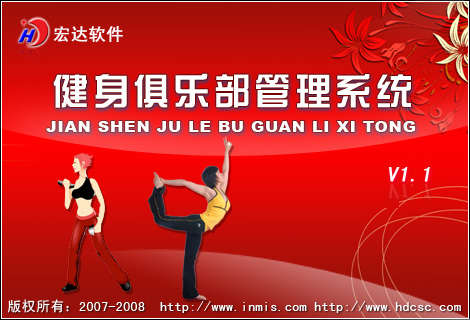 宏达软件
健身俱乐部管理系统
JIAN SHEN JU LE BU GUAN LI XI TONG
V1.1
版权所有：2007-2008 http://www.inmis.com http://www.hdcsc.com